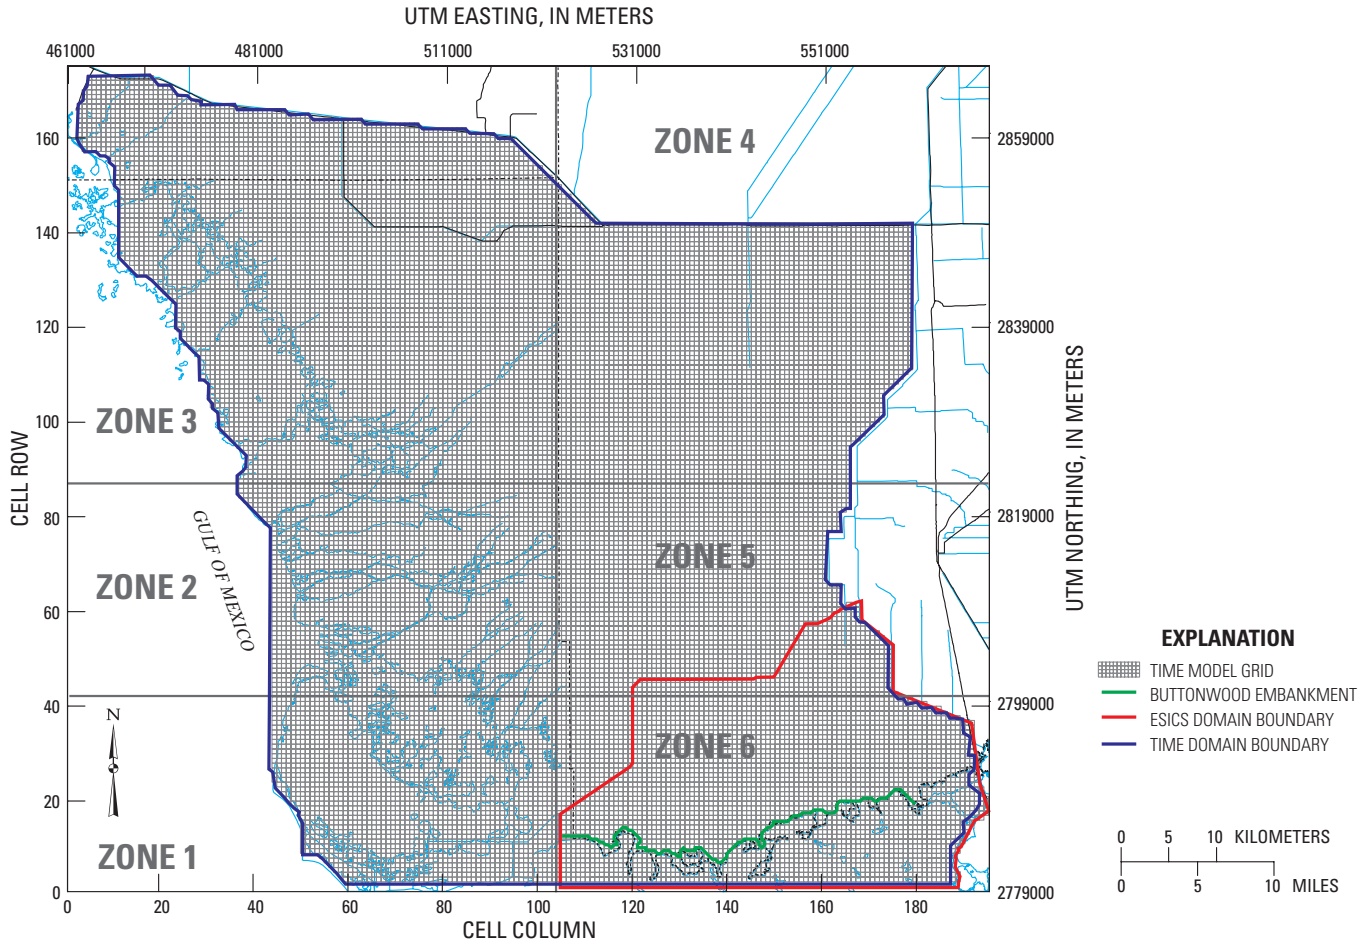 UTM EASTING, IN METERS
461000 481000 511000 531000 551000
ZONE 4
160
2859000
140
120
2839000
ZONE 3
100
CELL ROW
UTM NORTHING, IN METERS
80
2819000
GULF OF MEXICO
ZONE 5
ZONE 2
60
EXPLANATION
TIME MODEL GRID
BUTTONWOOD EMBANKMENT
ESICS DOMAIN BOUNDARY
TIME DOMAIN BOUNDARY
40
2799000
N
ZONE 6
20
0 5 10 KILOMETERS
ZONE 1
0 5 10 MILES
0
2779000
0 20 40 60 80 100 120 140 160 180
CELL COLUMN